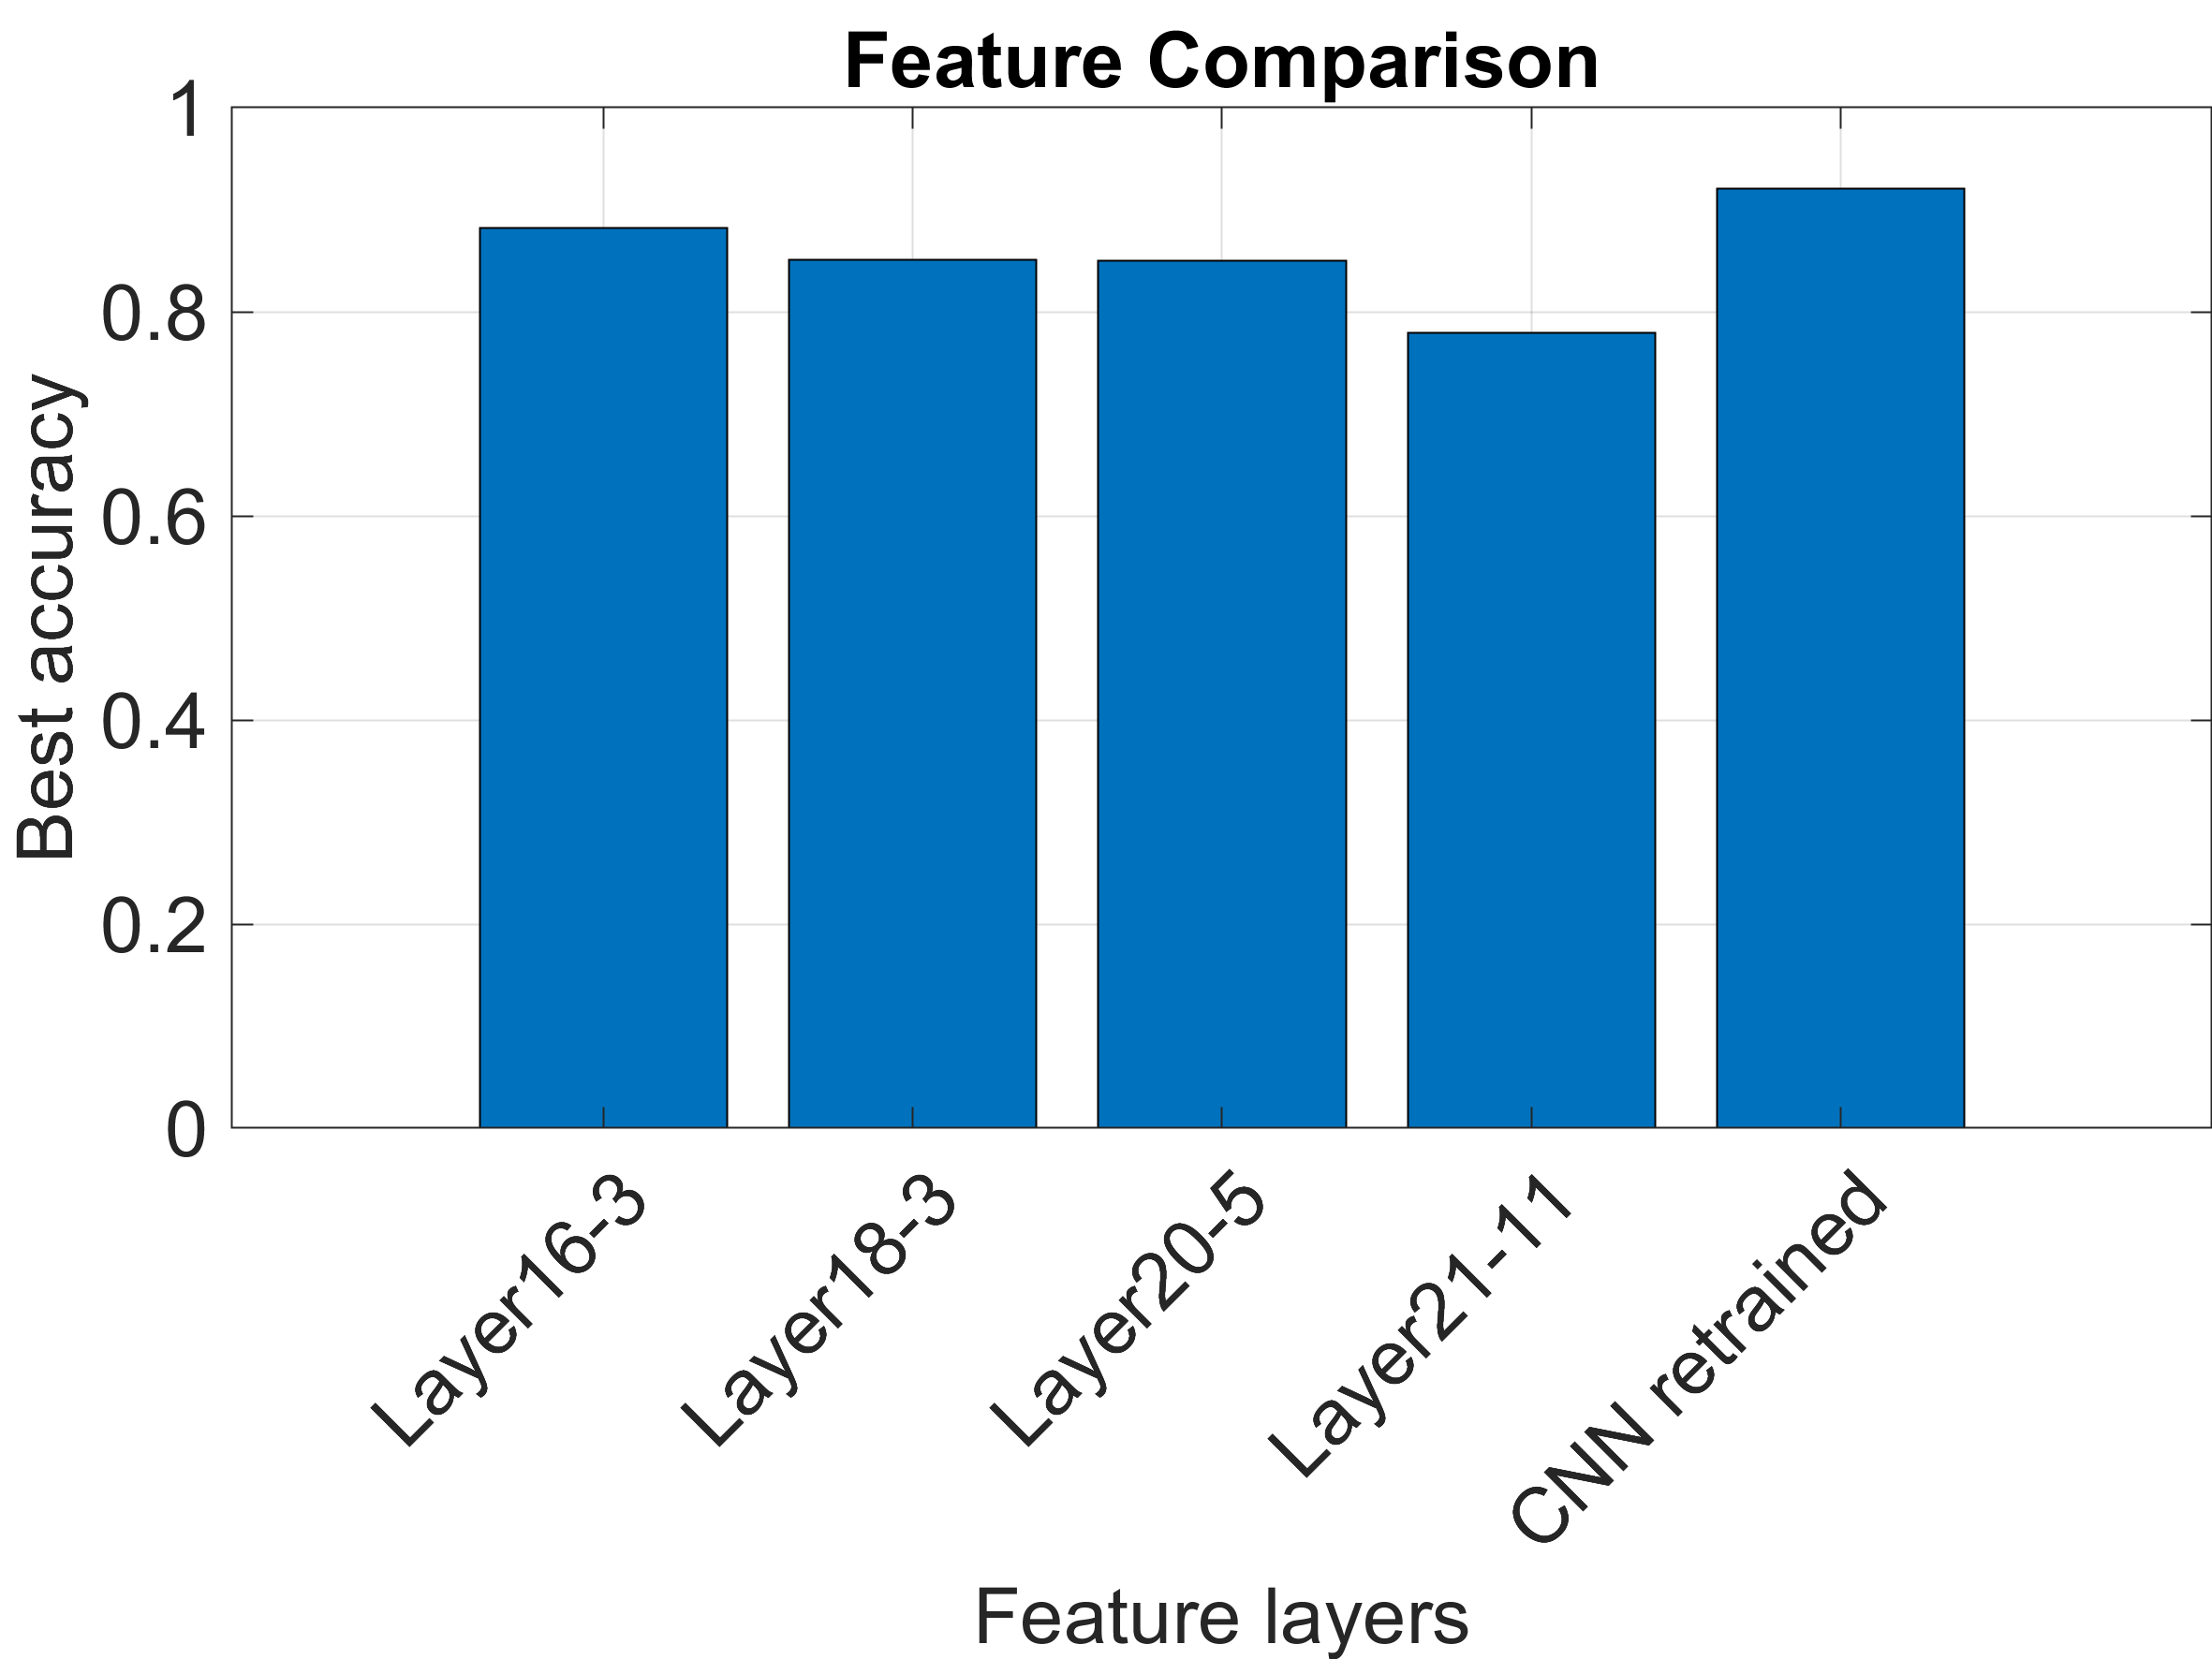 Feature Comparison
1
0.8
0.6
0.4
0.2
0
Best accuracy
Layer16-3
Layer18-3
Layer20-5
Layer21-11
CNN retrained
Feature layers